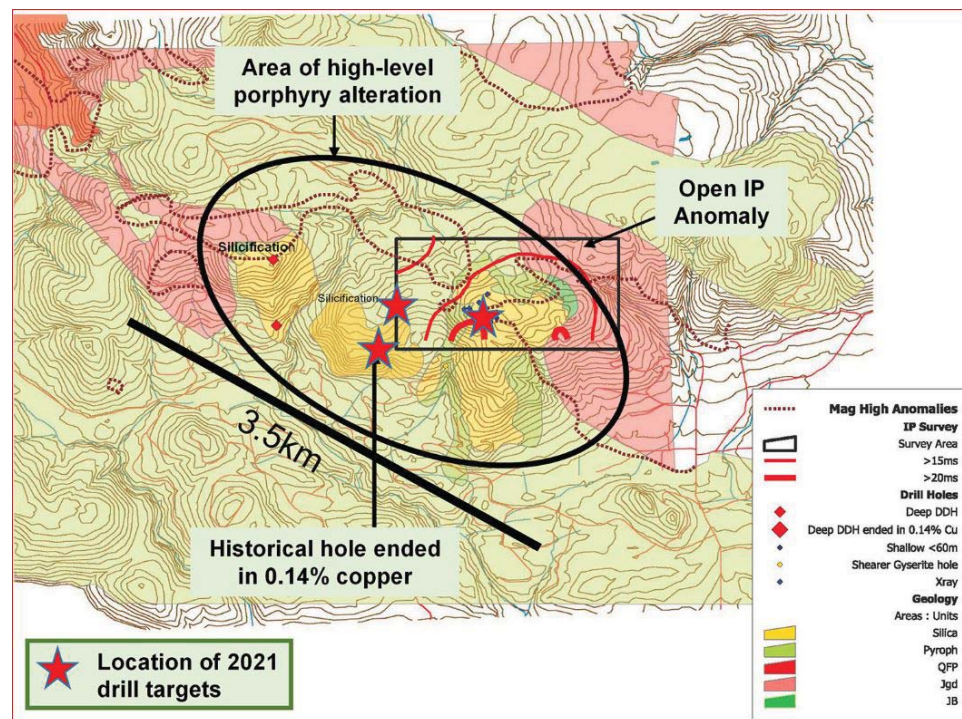 Area of high-level
porphyry alteration
Open IP
Anomaly
Silicification
Silicification
3.5km
Historical hole ended
in 0.14% copper
Location of 2021
drill targets
Mag High Anomalies
IP Survey
Survey Area
>15ms
>20ms
Drill Holes
Deep DDH
Deep DDH ended in 0.14% Cu
Shallow <60m
Shearer Gyserite hole
Xray
Geology
Areas : Units
Silica
Pyroph
QFP
Jgd
JB